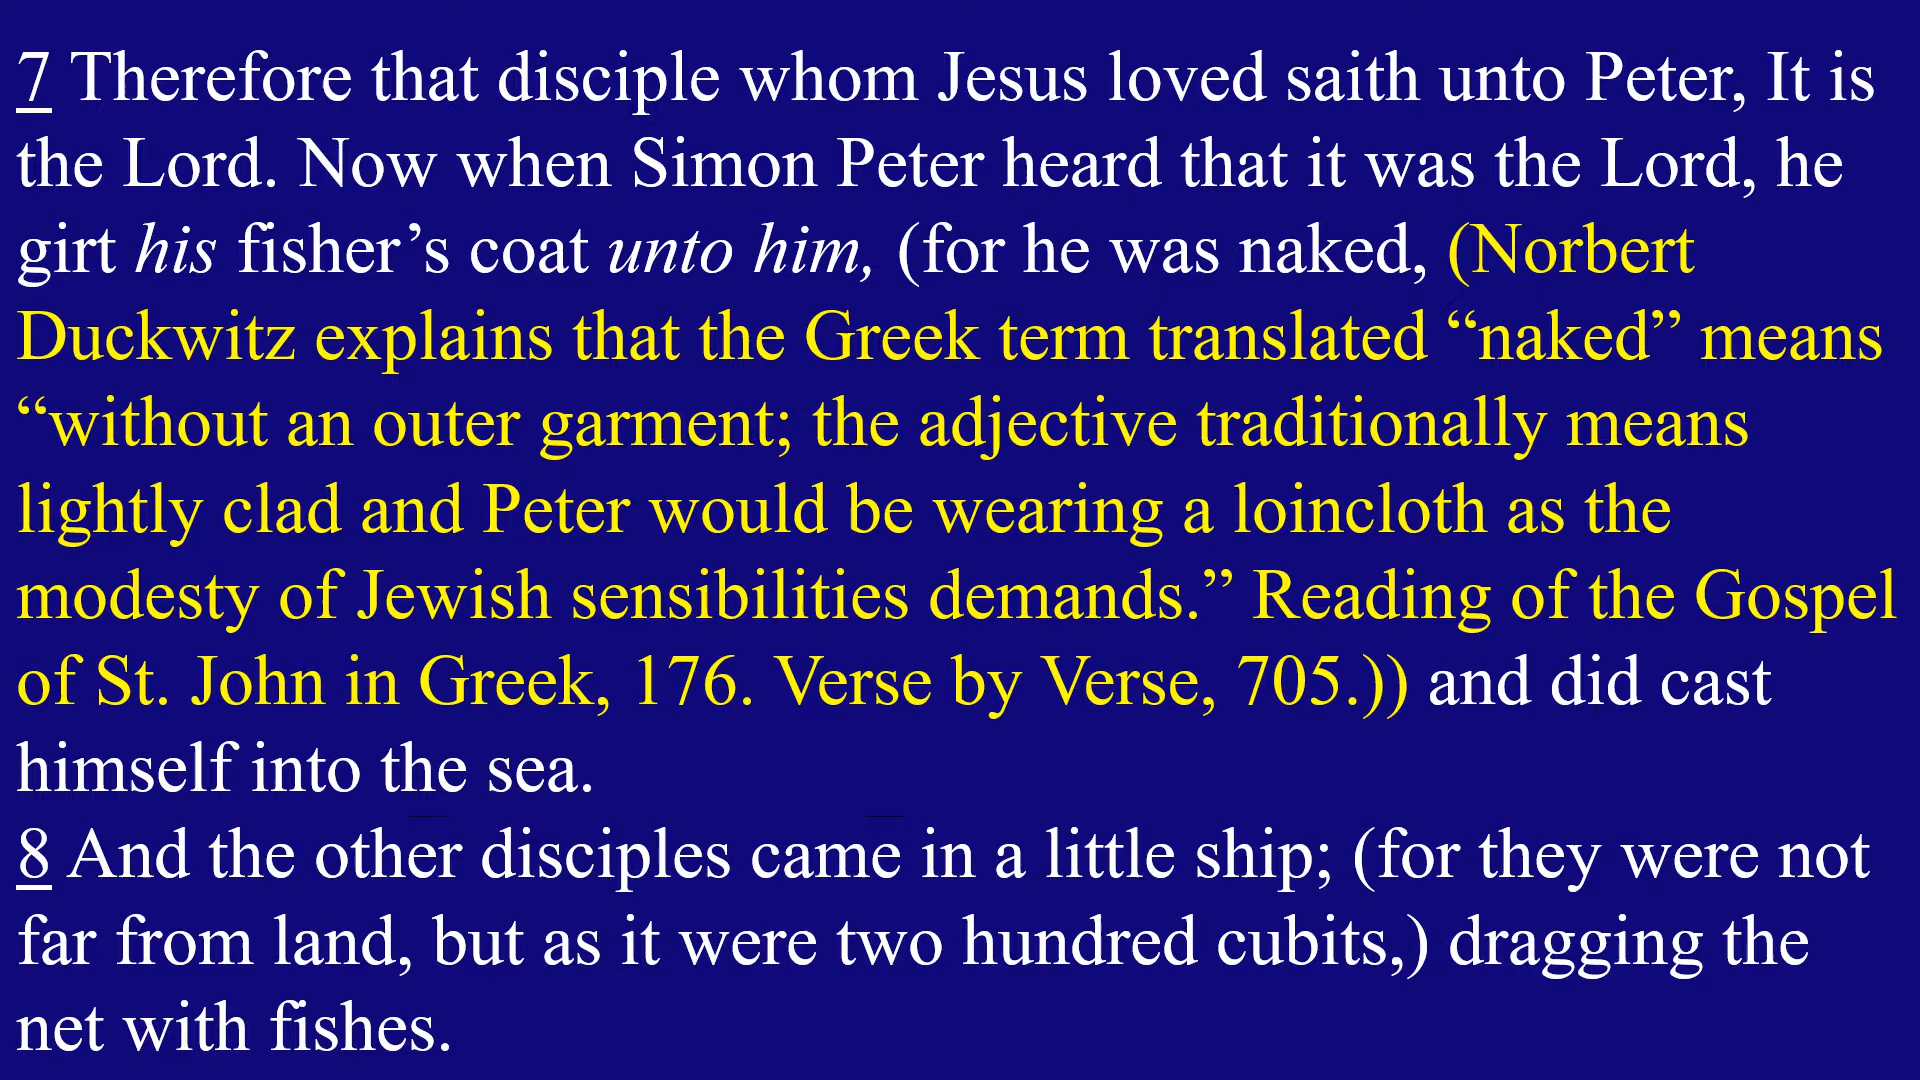 7 Therefore that disciple whom Jesus loved saith unto Peter, It is
the Lord. Now when Simon Peter heard that it was the Lord, he
girt his fisher’s coat unto him, (for he was naked, (Norbert
Duckwitz explains that the Greek term translated “naked” means
“without an outer garment; the adjective traditionally means
lightly clad and Peter would be wearing a loincloth as the
modesty of Jewish sensibilities demands.” Reading of the Gospel
of St. John in Greek, 176. Verse by Verse, 705.)) and did cast
himself into the sea.
8 And the other disciples came in a little ship; (for they were not
far from land, but as it were two hundred cubits,) dragging the
net with fishes.